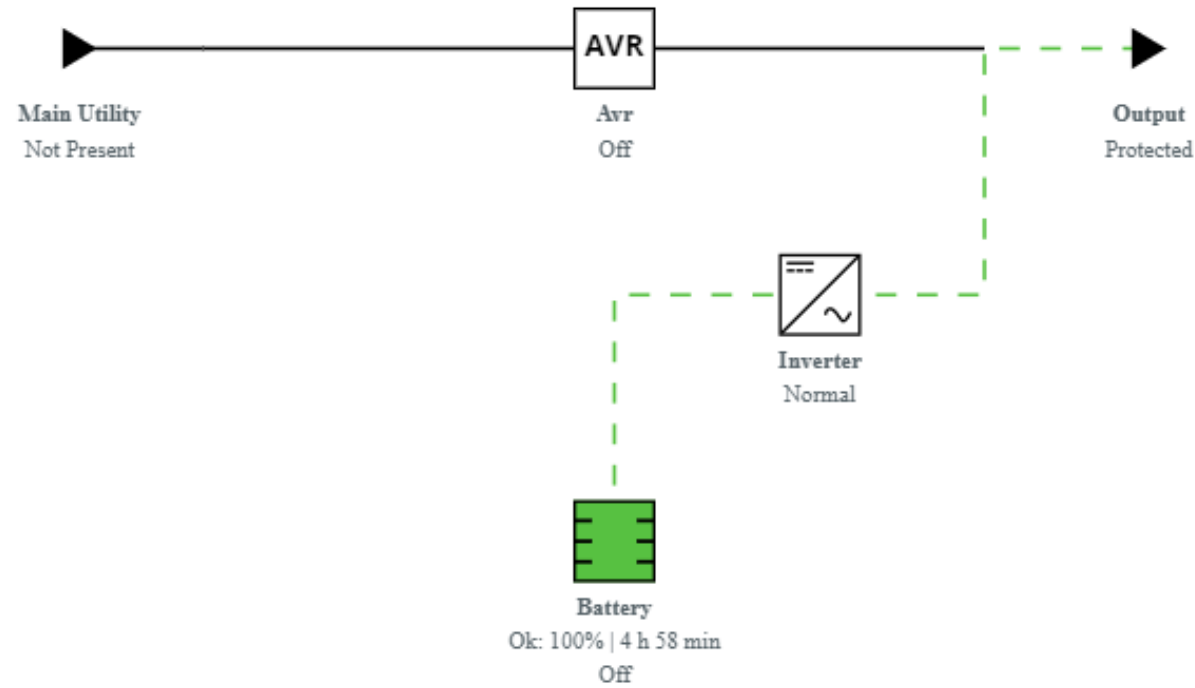 AVR
Main Utility
Not Present
Avr
Off
Output
Protected
Inverter
Normal
Battery
Ok: 100% | 4 h 58 min
Off